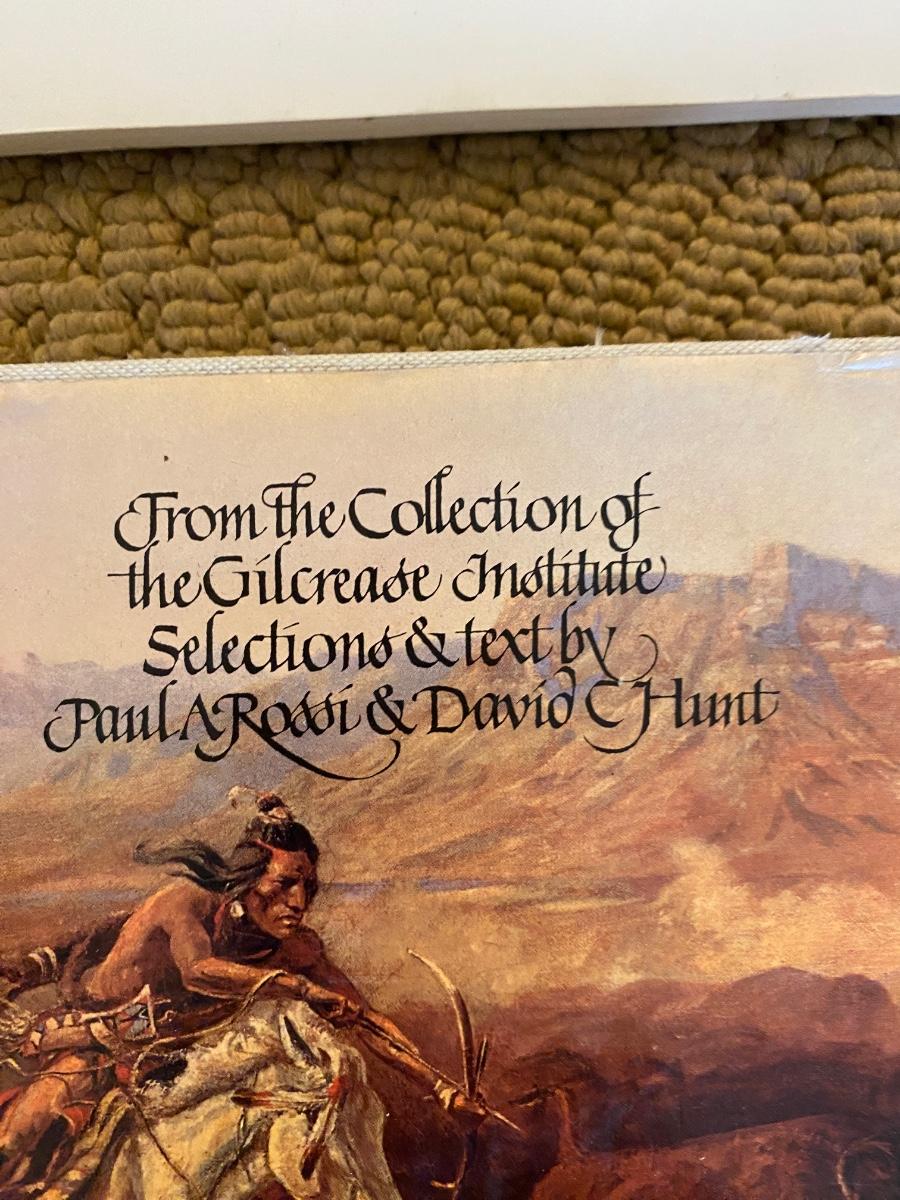 From the Collection of
the Gilcrease Institute
Selections & text by
Paul A Rossi & David C Hunt